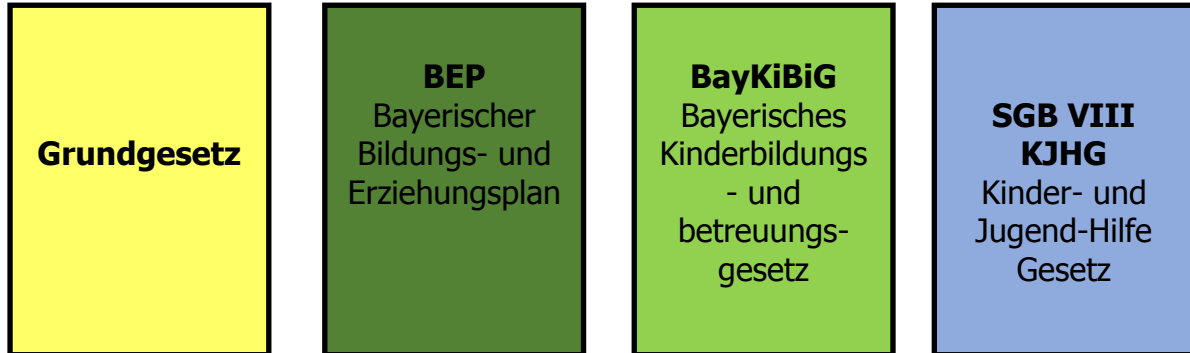 Grundgesetz
BEP
Bayerischer
Bildungs- und
Erziehungsplan
BayKiBiG
Bayerisches
Kinderbildungs
- und
betreuungs-
gesetz
SGB VIII
KJHG
Kinder- und
Jugend-Hilfe
Gesetz